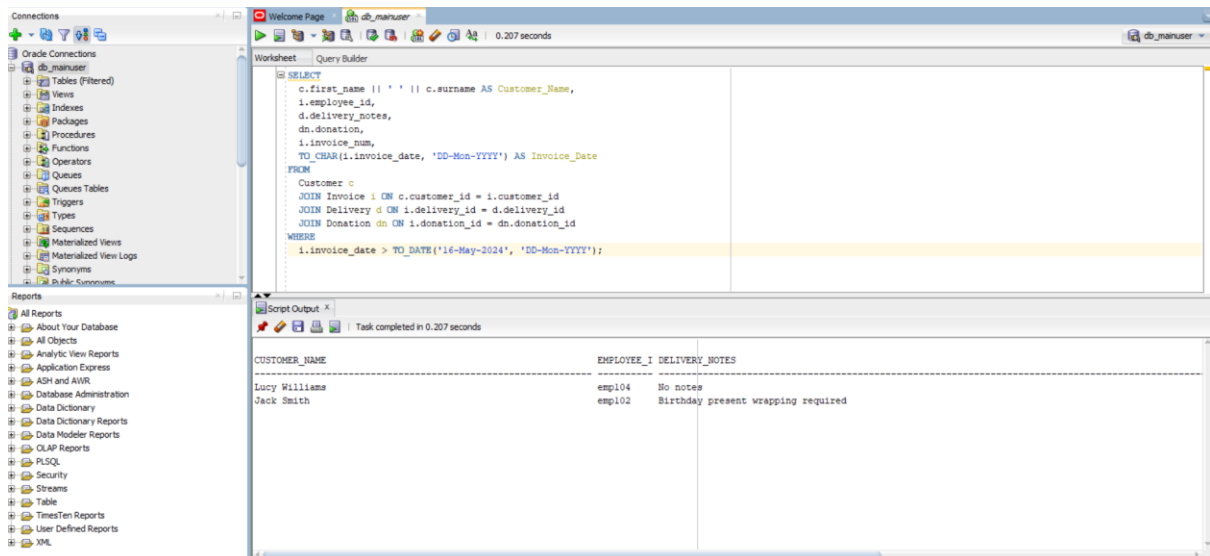 Connections
Oracle Connections
db_mainuser
Tables (Filtered)
Views
Indexes
Packages
Procedures
Functions
Operators
Queues
Queues Tables
Triggers
Types
Sequences
Materialized Views
Materialized View Logs
Synonyms
Public Synonyms
Reports
All Reports
About Your Database
All Objects
Analytic View Reports
Application Express
ASH and AWR
Database Administration
Data Dictionary
Data Dictionary Reports
Data Modeler Reports
OLAP Reports
PLSQL
Security
Streams
Table
TimesTen Reports
User Defined Reports
XML
Welcome Page db_mainuser
0.207 seconds db_mainuser
Worksheet Query Builder
SELECT
c.first_name || ' ' || c.surname AS Customer_Name,
i.employee_id,
d.delivery_notes,
dn.donation,
i.invoice_num,
TO_CHAR(i.invoice_date, 'DD-Mon-YYYY') AS Invoice_Date
FROM
Customer c
JOIN Invoice i ON c.customer_id = i.customer_id
JOIN Delivery d ON i.delivery_id = d.delivery_id
JOIN Donation dn ON i.donation_id = dn.donation_id
WHERE
i.invoice_date > TO_DATE('16-May-2024', 'DD-Mon-YYYY');
Script Output
Task completed in 0.207 seconds
CUSTOMER_NAME EMPLOYEE_I DELIVERY_NOTES
Lucy Williams emp104 No notes
Jack Smith emp102 Birthday present wrapping required